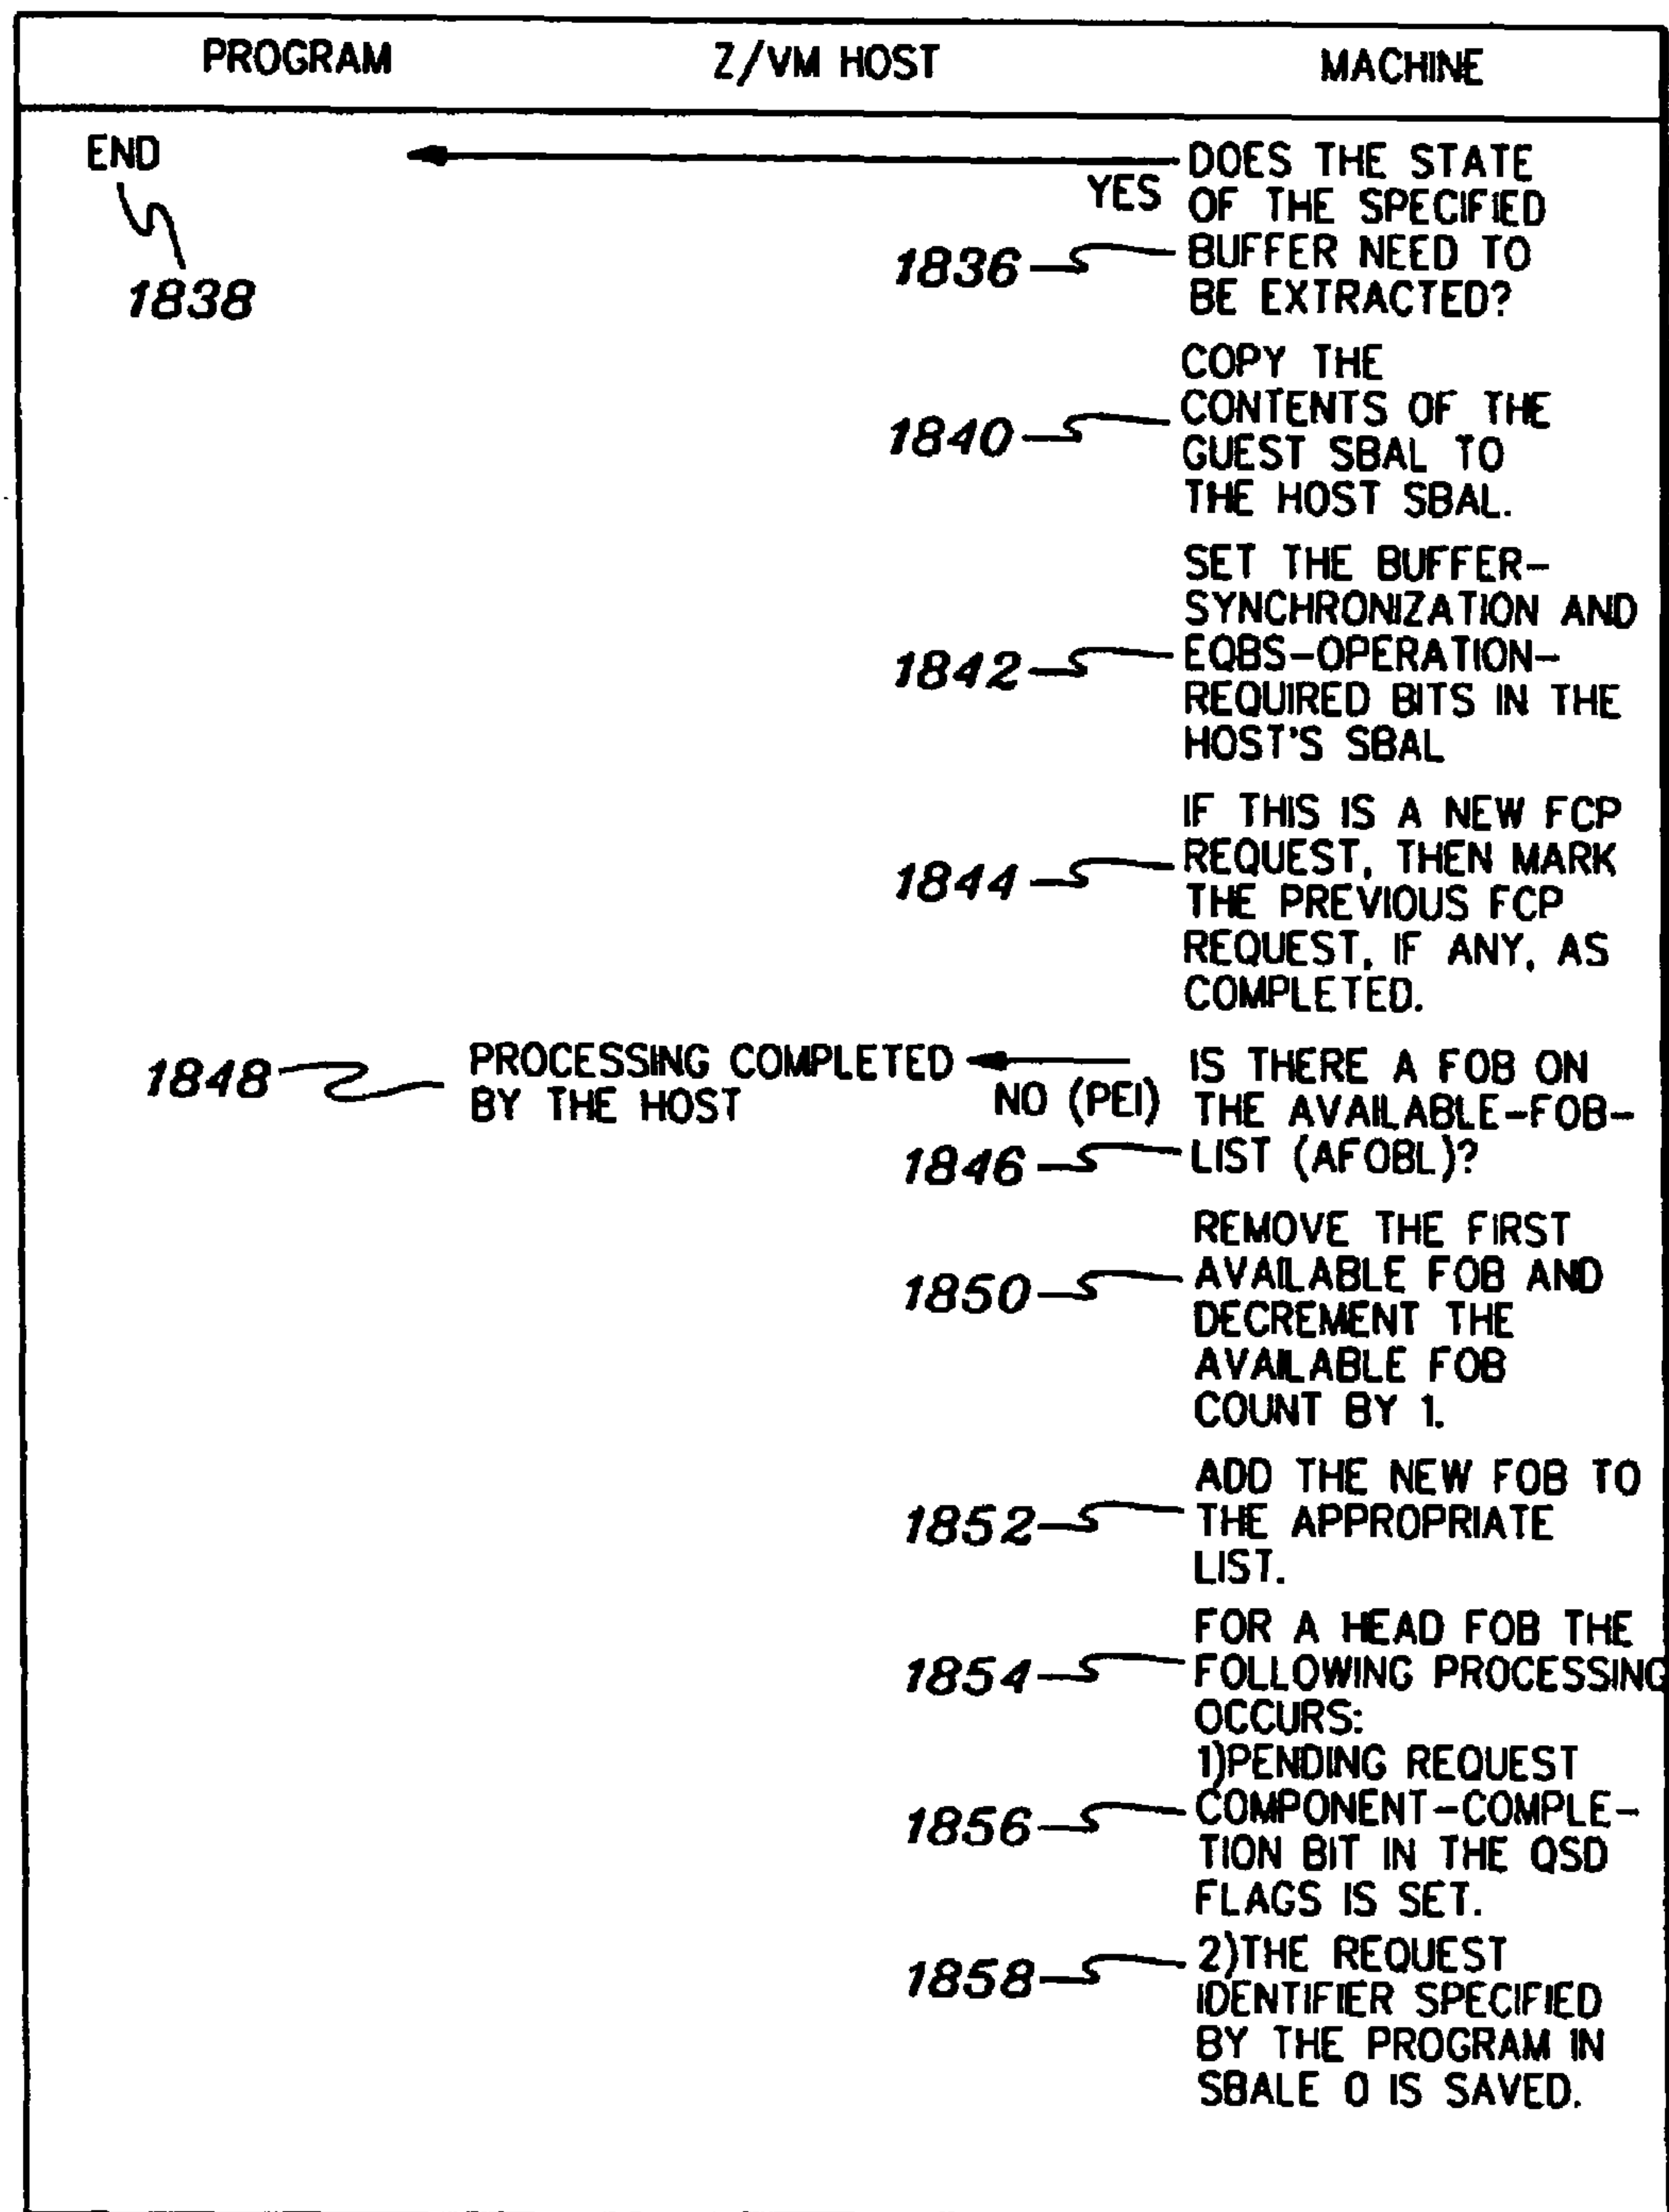 PROGRAM Z/VM HOST MACHINE
END
1838
YES
DOES THE STATE
OF THE SPECIFIED
1836 BUFFER NEED TO
BE EXTRACTED?
COPY THE
1840 CONTENTS OF THE
GUEST SBAL TO
THE HOST SBAL.
SET THE BUFFER-
SYNCHRONIZATION AND
1842 EQBS-OPERATION-
REQUIRED BITS IN THE
HOST'S SBAL
IF THIS IS A NEW FCP
1844 REQUEST, THEN MARK
THE PREVIOUS FCP
REQUEST, IF ANY, AS
COMPLETED.
1848 PROCESSING COMPLETED
BY THE HOST
NO (PEI)
IS THERE A FOB ON
THE AVAILABLE-FOB-
1846 LIST (AFOBL)?
REMOVE THE FIRST
1850 AVAILABLE FOB AND
DECREMENT THE
AVAILABLE FOB
COUNT BY 1.
ADD THE NEW FOB TO
1852 THE APPROPRIATE
LIST.
FOR A HEAD FOB THE
1854 FOLLOWING PROCESSING
OCCURS:
1)PENDING REQUEST
1856 COMPONENT-COMPLE-
TION BIT IN THE QSD
FLAGS IS SET.
1858 2)THE REQUEST
IDENTIFIER SPECIFIED
BY THE PROGRAM IN
SBALE 0 IS SAVED.